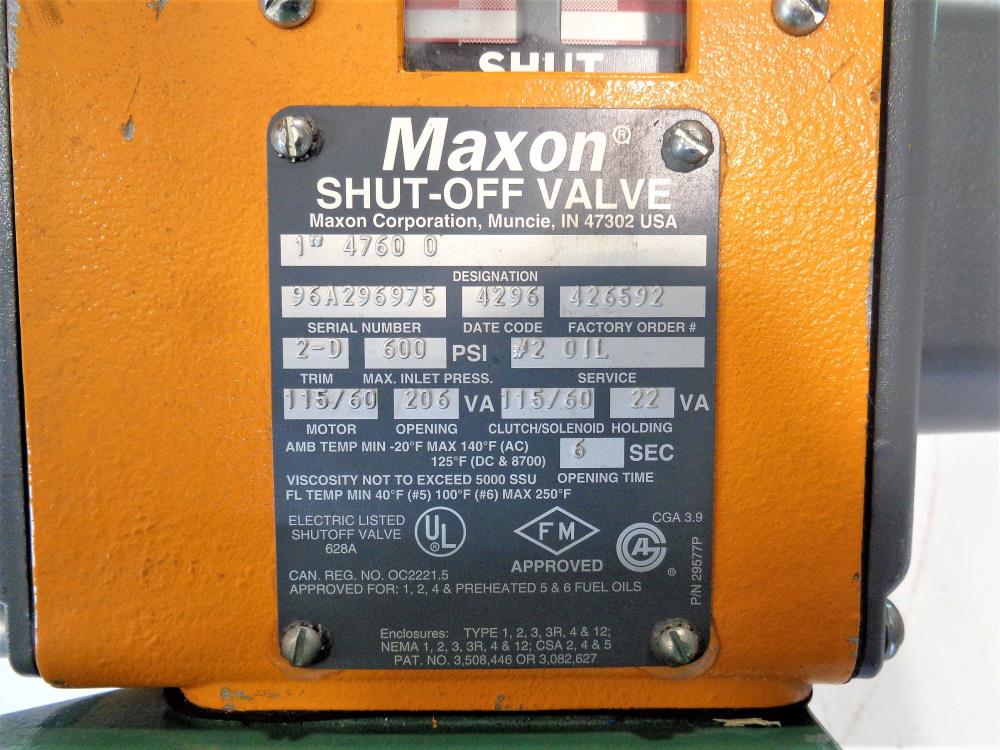 SHUT
Maxon®
SHUT-OFF VALVE
Maxon Corporation, Muncie, IN 47302 USA
1" 4760 0
DESIGNATION
96A296975 4296 426592
SERIAL NUMBER DATE CODE FACTORY ORDER #
2-D 600 PSI #2 OIL
TRIM MAX. INLET PRESS. SERVICE
115/60 206 VA 115/60 22 VA
MOTOR OPENING CLUTCH/SOLENOID HOLDING
AMB TEMP MIN -20°F MAX 140°F (AC)
125°F (DC & 8700) 6 SEC
VISCOSITY NOT TO EXCEED 5000 SSU OPENING TIME
FL TEMP MIN 40°F (#5) 100°F (#6) MAX 250°F
ELECTRIC LISTED
SHUTOFF VALVE
628A
UL ®
FM
APPROVED
CGA 3.9
AG ®
P/N 29577P
CAN. REG. NO. OC2221.5
APPROVED FOR: 1, 2, 4 & PREHEATED 5 & 6 FUEL OILS
Enclosures: TYPE 1, 2, 3, 3R, 4 & 12;
NEMA 1, 2, 3, 3R, 4 & 12; CSA 2, 4 & 5
PAT. NO. 3,508,446 OR 3,082,627